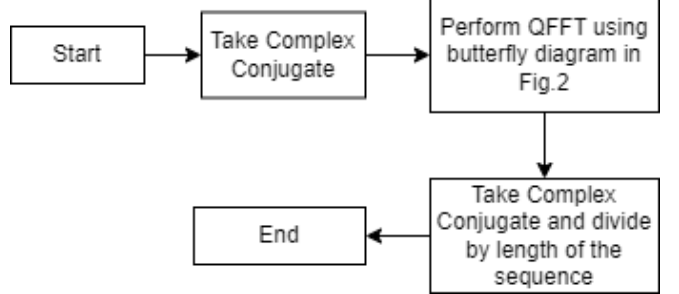 Start
Take Complex
Conjugate
Perform QFFT using
butterfly diagram in
Fig.2
Take Complex
Conjugate and divide
by length of the
sequence
End